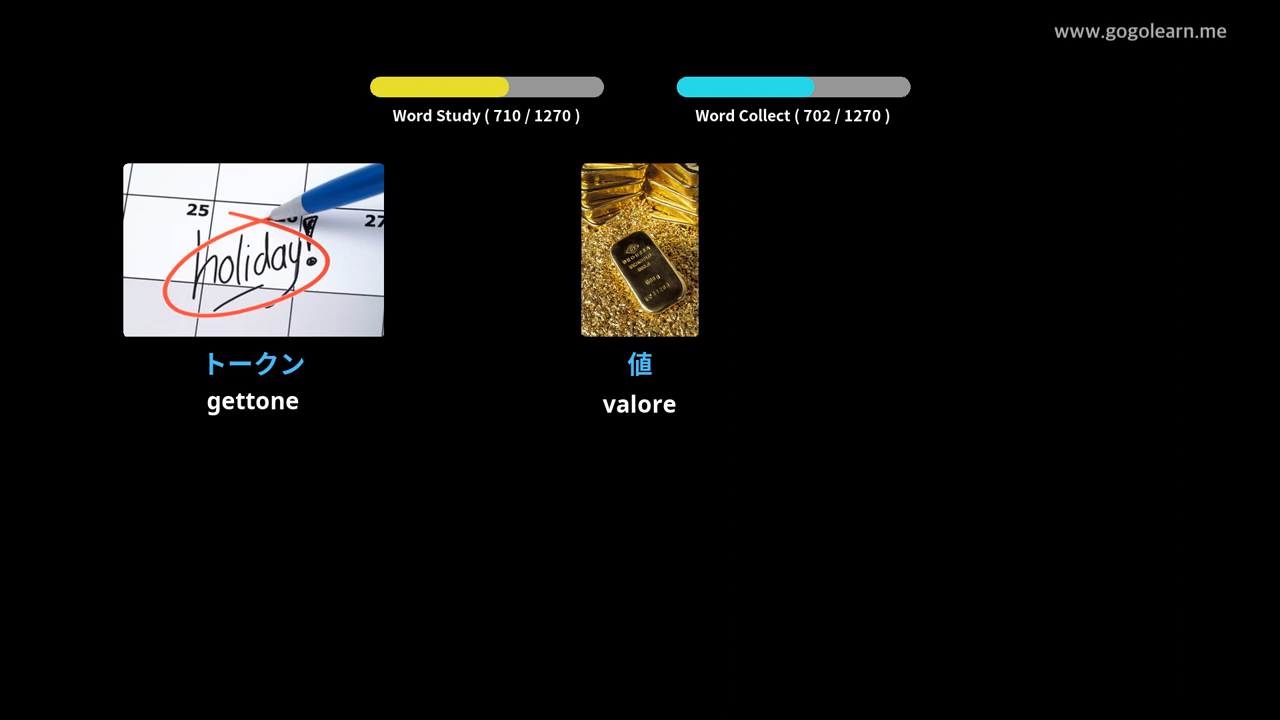 www.gogolearn.me
Word Study ( 710 / 1270 )
Word Collect ( 702 / 1270 )
25
27
holiday!
トークン
gettone
値
valore